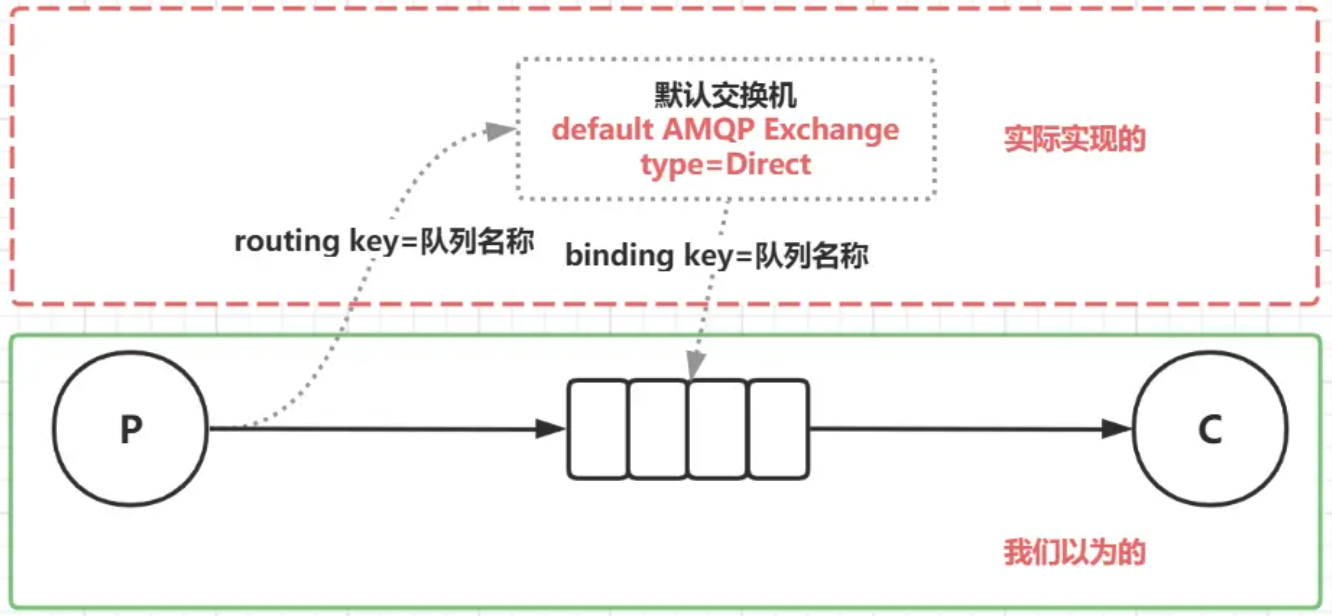 默认交换机
default AMQP Exchange
type=Direct
实际实现的
routing key=队列名称
binding key=队列名称
P
C
我们以为的